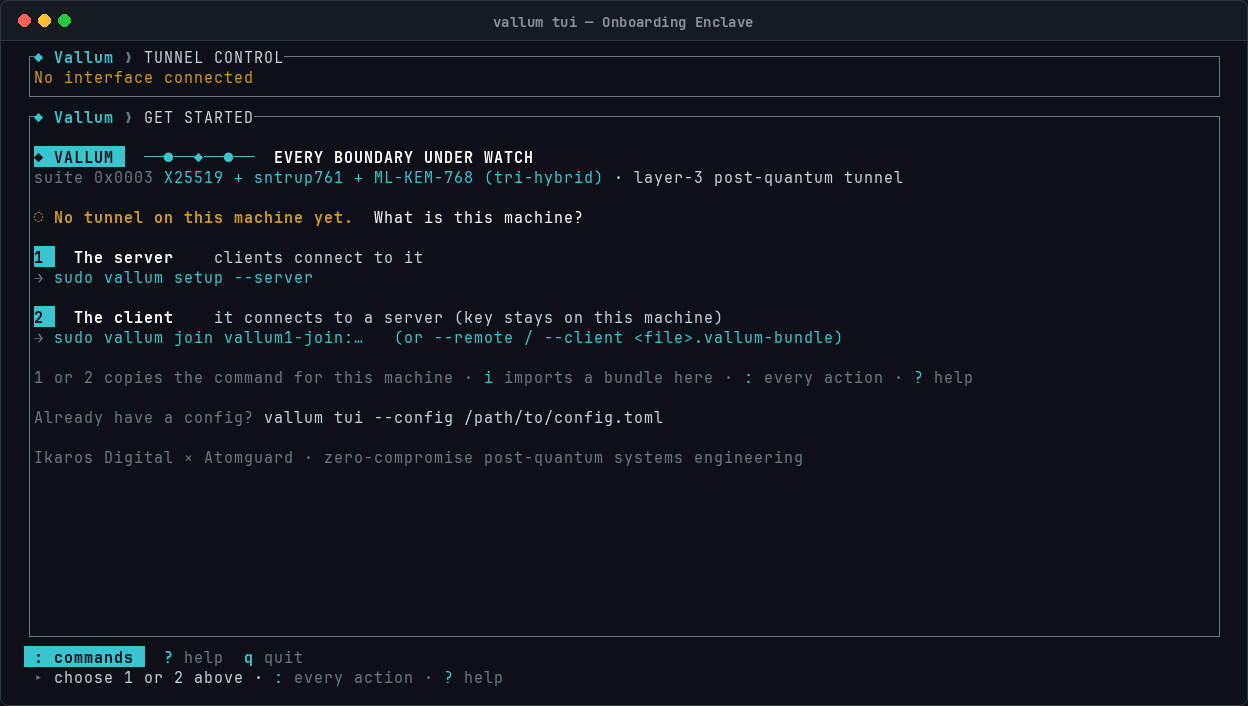 vallum tui — Onboarding Enclave
◆ Vallum ❯ TUNNEL CONTROL
No interface connected
◆ Vallum ❯ GET STARTED
◆ VALLUM ──●──◆──●── EVERY BOUNDARY UNDER WATCH
suite 0x0003 X25519 + sntrup761 + ML-KEM-768 (tri-hybrid) · layer-3 post-quantum tunnel
◌ No tunnel on this machine yet. What is this machine?
1 The server clients connect to it
→ sudo vallum setup --server
2 The client it connects to a server (key stays on this machine)
→ sudo vallum join vallum1-join:… (or --remote / --client <file>.vallum-bundle)
1 or 2 copies the command for this machine · i imports a bundle here · : every action · ? help
Already have a config? vallum tui --config /path/to/config.toml
Ikaros Digital × Atomguard · zero-compromise post-quantum systems engineering
: commands ? help q quit
▸ choose 1 or 2 above · : every action · ? help